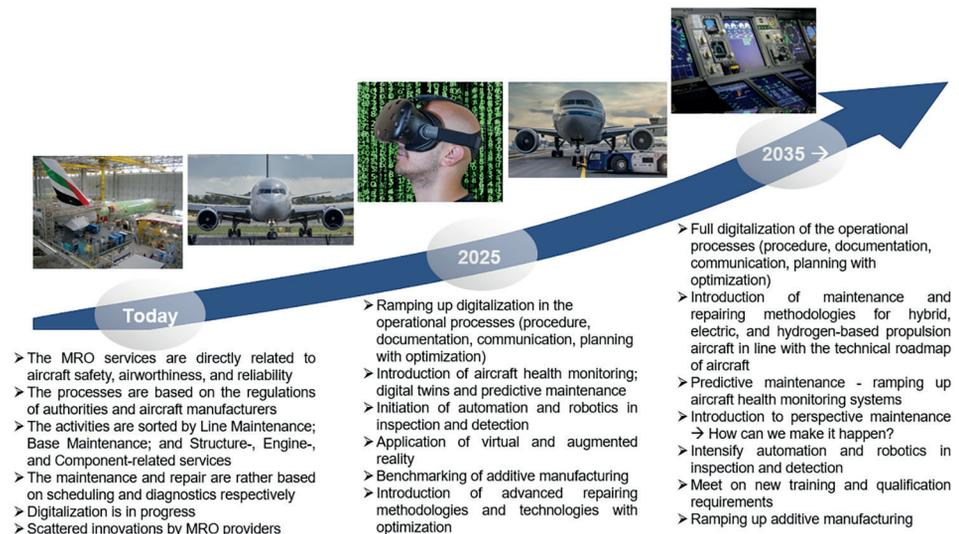 Today
➢ The MRO services are directly related to
aircraft safety, airworthiness, and reliability
➢ The processes are based on the regulations
of authorities and aircraft manufacturers
➢ The activities are sorted by Line Maintenance;
Base Maintenance; and Structure-, Engine-,
and Component-related services
➢ The maintenance and repair are rather based
on scheduling and diagnostics respectively
➢ Digitalization is in progress
➢ Scattered innovations by MRO providers
2025
➢ Ramping up digitalization in the
operational processes (procedure,
documentation, communication, planning
with optimization)
➢ Introduction of aircraft health monitoring;
digital twins and predictive maintenance
➢ Initiation of automation and robotics in
inspection and detection
➢ Application of virtual and augmented
reality
➢ Benchmarking of additive manufacturing
➢ Introduction of advanced repairing
methodologies and technologies with
optimization
2035 →
➢ Full digitalization of the operational
processes (procedure, documentation,
communication, planning with
optimization)
➢ Introduction of maintenance and
repairing methodologies for hybrid,
electric, and hydrogen-based propulsion
aircraft in line with the technical roadmap
of aircraft
➢ Predictive maintenance - ramping up
aircraft health monitoring systems
➢ Introduction to perspective maintenance
→ How can we make it happen?
➢ Intensify automation and robotics in
inspection and detection
➢ Meet on new training and qualification
requirements
➢ Ramping up additive manufacturing